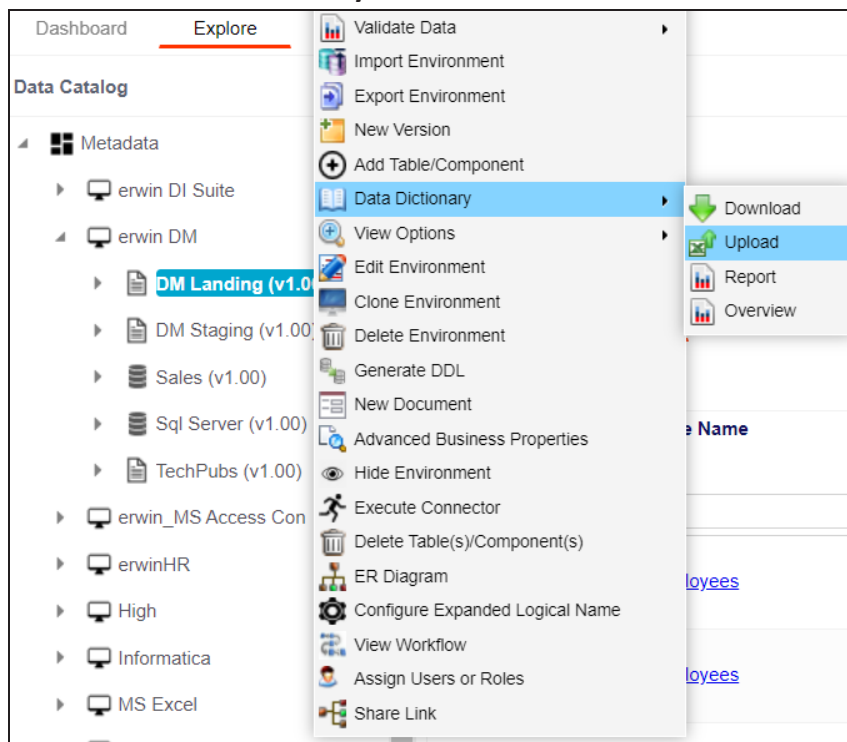 Dashboard
Explore
Data Catalog
Metadata
erwin DI Suite
erwin DM
DM Landing (v1.0
DM Staging (v1.00)
Sales (v1.00)
Sql Server (v1.00)
TechPubs (v1.00)
erwin_MS Access Con
erwinHR
High
Informatica
MS Excel
Validate Data
Import Environment
Export Environment
New Version
Add Table/Component
Data Dictionary
View Options
Edit Environment
Clone Environment
Delete Environment
Generate DDL
New Document
Advanced Business Properties
Hide Environment
Execute Connector
Delete Table(s)/Component(s)
ER Diagram
Configure Expanded Logical Name
View Workflow
Assign Users or Roles
Share Link
Download
Upload
Report
Overview
e Name
loyees
loyees